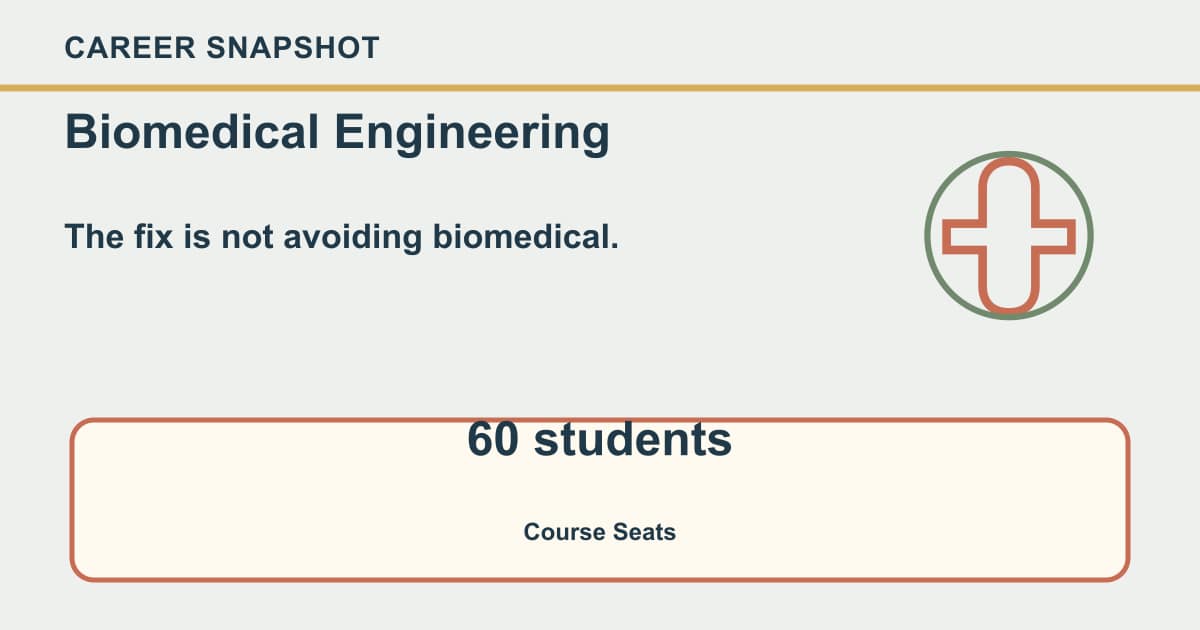 CAREER SNAPSHOT
Biomedical Engineering
The fix is not avoiding biomedical.
60 students
Course Seats